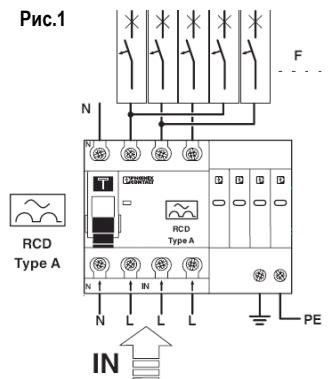 Рис.1
F
N
N
T
PHOENIX
CONTACT
RCD
Type A
RCD
Type A
N
IN
N
L
L
L
PE
IN